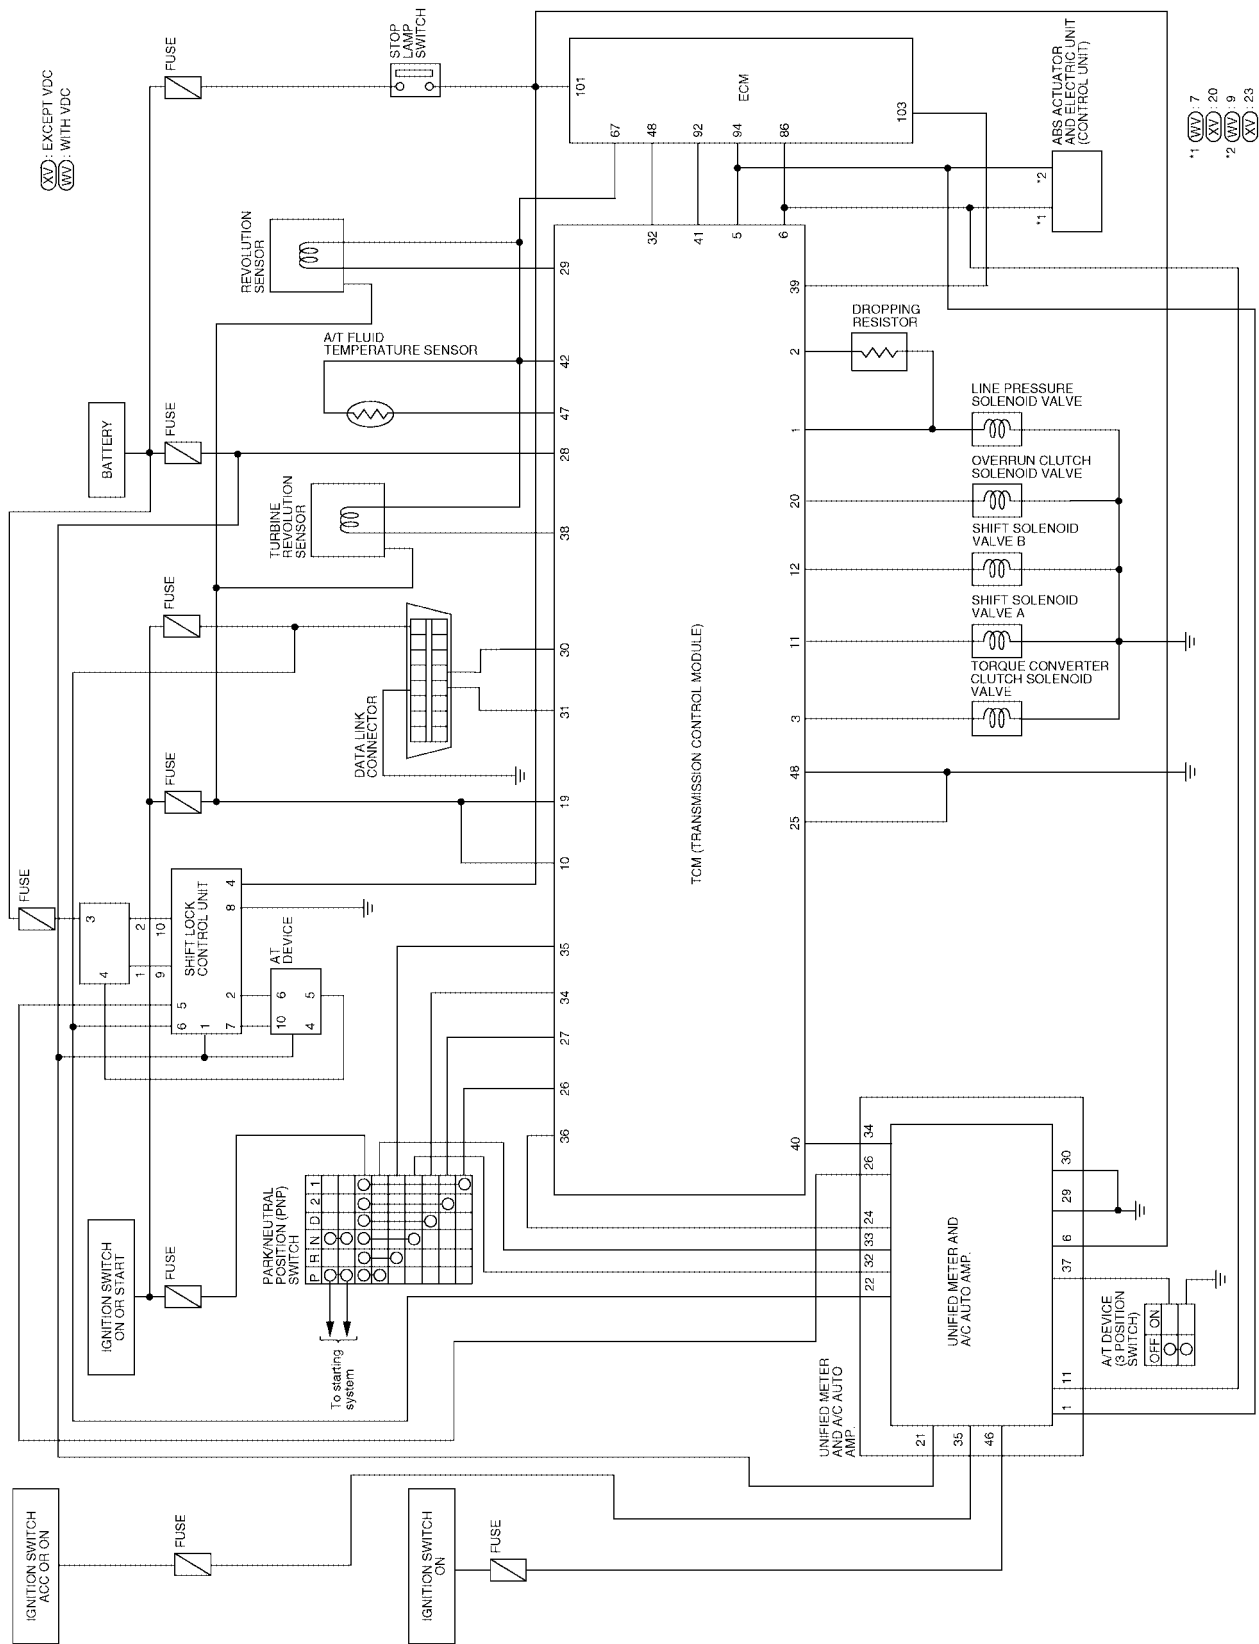 XV : EXCEPT VDC
WV : WITH VDC
FUSE
STOP
LAMP
SWITCH
101
ECM
103
67
48
92
94
86
ABS ACTUATOR
AND ELECTRIC UNIT
(CONTROL UNIT)
*2
*1
*1 WV : 7
XV : 20
*2 WV : 9
XV : 23
REVOLUTION
SENSOR
A/T FLUID
TEMPERATURE SENSOR
BATTERY
FUSE
TURBINE
REVOLUTION
SENSOR
FUSE
DATA LINK
CONNECTOR
FUSE
FUSE
3
4
2
1
10
9
SHIFT LOCK
CONTROL UNIT
4
8
5
6
1
2
7
AT
DEVICE
6
10
5
4
32
41
5
6
29
42
47
28
38
30
31
19
10
35
34
27
26
36
TCM (TRANSMISSION CONTROL MODULE)
39
2
1
20
12
11
3
48
25
40
DROPPING
RESISTOR
LINE PRESSURE
SOLENOID VALVE
OVERRUN CLUTCH
SOLENOID VALVE
SHIFT SOLENOID
VALVE B
SHIFT SOLENOID
VALVE A
TORQUE CONVERTER
CLUTCH SOLENOID
VALVE
IGNITION SWITCH
ON OR START
FUSE
PARK/NEUTRAL
POSITION (PNP)
SWITCH
P R N D 2 1
To starting
system
UNIFIED METER
AND A/C AUTO
AMP.
34
26
24
33
32
22
UNIFIED METER AND
A/C AUTO AMP.
30
29
6
37
11
1
21
35
46
A/T DEVICE
(3 POSITION
SWITCH)
OFF ON
IGNITION SWITCH
ACC OR ON
FUSE
IGNITION SWITCH
ON
FUSE